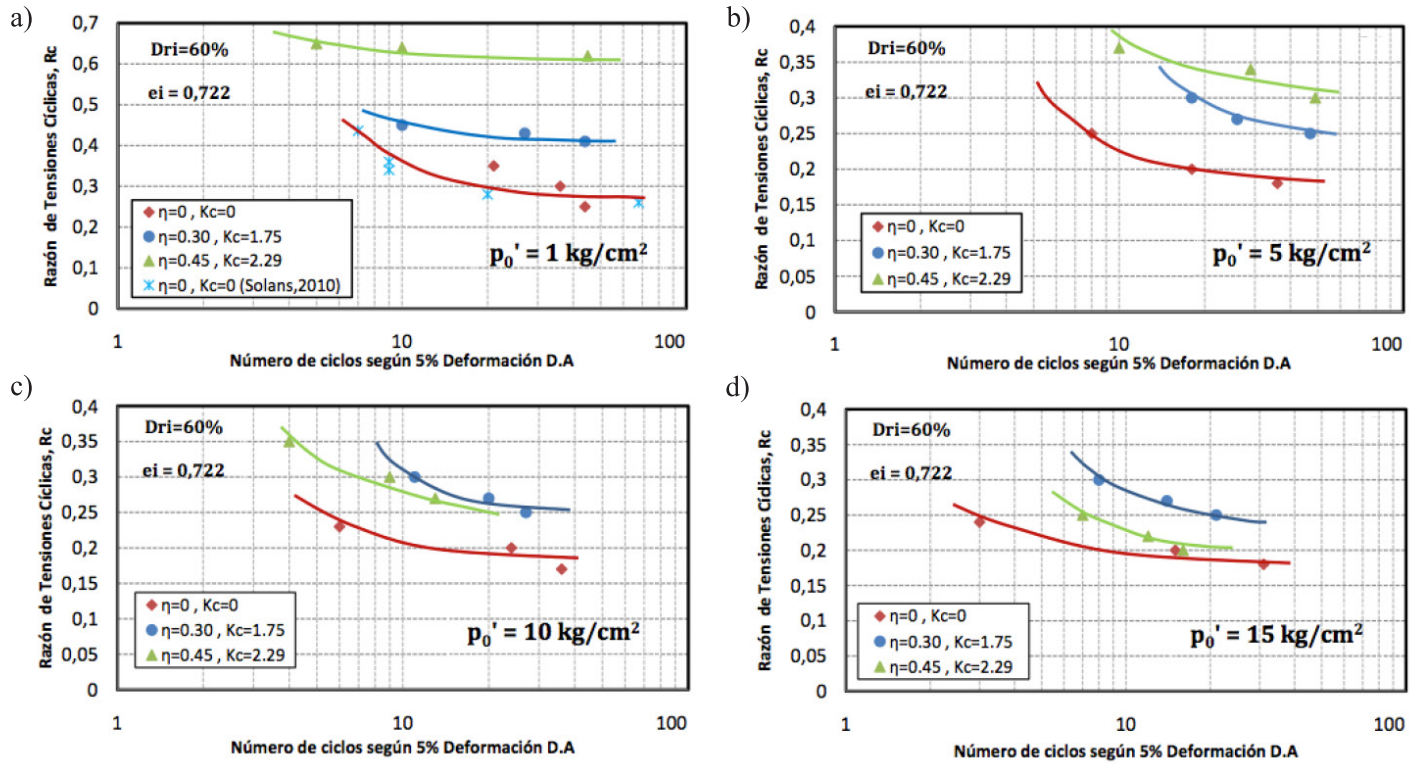 a)
Razón de Tensiones Cíclicas, Rc
0,7
0,6
0,5
0,4
0,3
0,2
0,1
0
Dri=60%
ei = 0,722
η=0 , Kc=0
η=0.30 , Kc=1.75
η=0.45 , Kc=2.29
η=0 , Kc=0 (Solans,2010)
p₀' = 1 kg/cm²
1
10
100
Número de ciclos según 5% Deformación D.A
b)
Razón de Tensiones Cíclicas, Rc
0,4
0,35
0,3
0,25
0,2
0,15
0,1
0,05
0
Dri=60%
ei = 0,722
η=0 , Kc=0
η=0.30 , Kc=1.75
η=0.45 , Kc=2.29
p₀' = 5 kg/cm²
1
10
100
Número de ciclos según 5% Deformación D.A
c)
Razón de Tensiones Cíclicas, Rc
0,4
0,35
0,3
0,25
0,2
0,15
0,1
0,05
0
Dri=60%
ei = 0,722
η=0 , Kc=0
η=0.30 , Kc=1.75
η=0.45 , Kc=2.29
p₀' = 10 kg/cm²
1
10
100
Número de ciclos según 5% Deformación D.A
d)
Razón de Tensiones Cíclicas, Rc
0,4
0,35
0,3
0,25
0,2
0,15
0,1
0,05
0
Dri=60%
ei = 0,722
η=0 , Kc=0
η=0.30 , Kc=1.75
η=0.45 , Kc=2.29
p₀' = 15 kg/cm²
1
10
100
Número de ciclos según 5% Deformación D.A